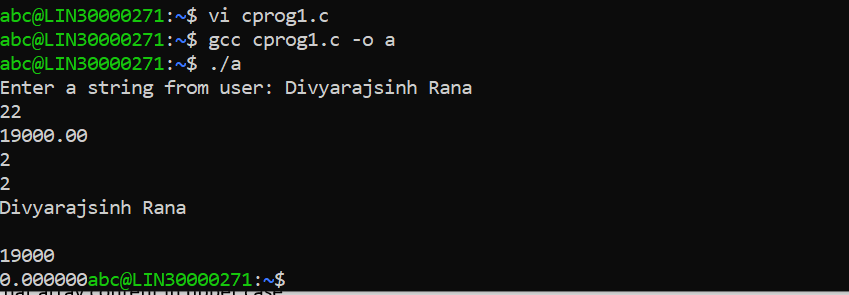 abc@LIN30000271:~$ vi cprog1.c
abc@LIN30000271:~$ gcc cprog1.c -o a
abc@LIN30000271:~$ ./a
Enter a string from user: Divyarajsinh Rana
22
19000.00
2
2
Divyarajsinh Rana
19000
0.000000abc@LIN30000271:~$